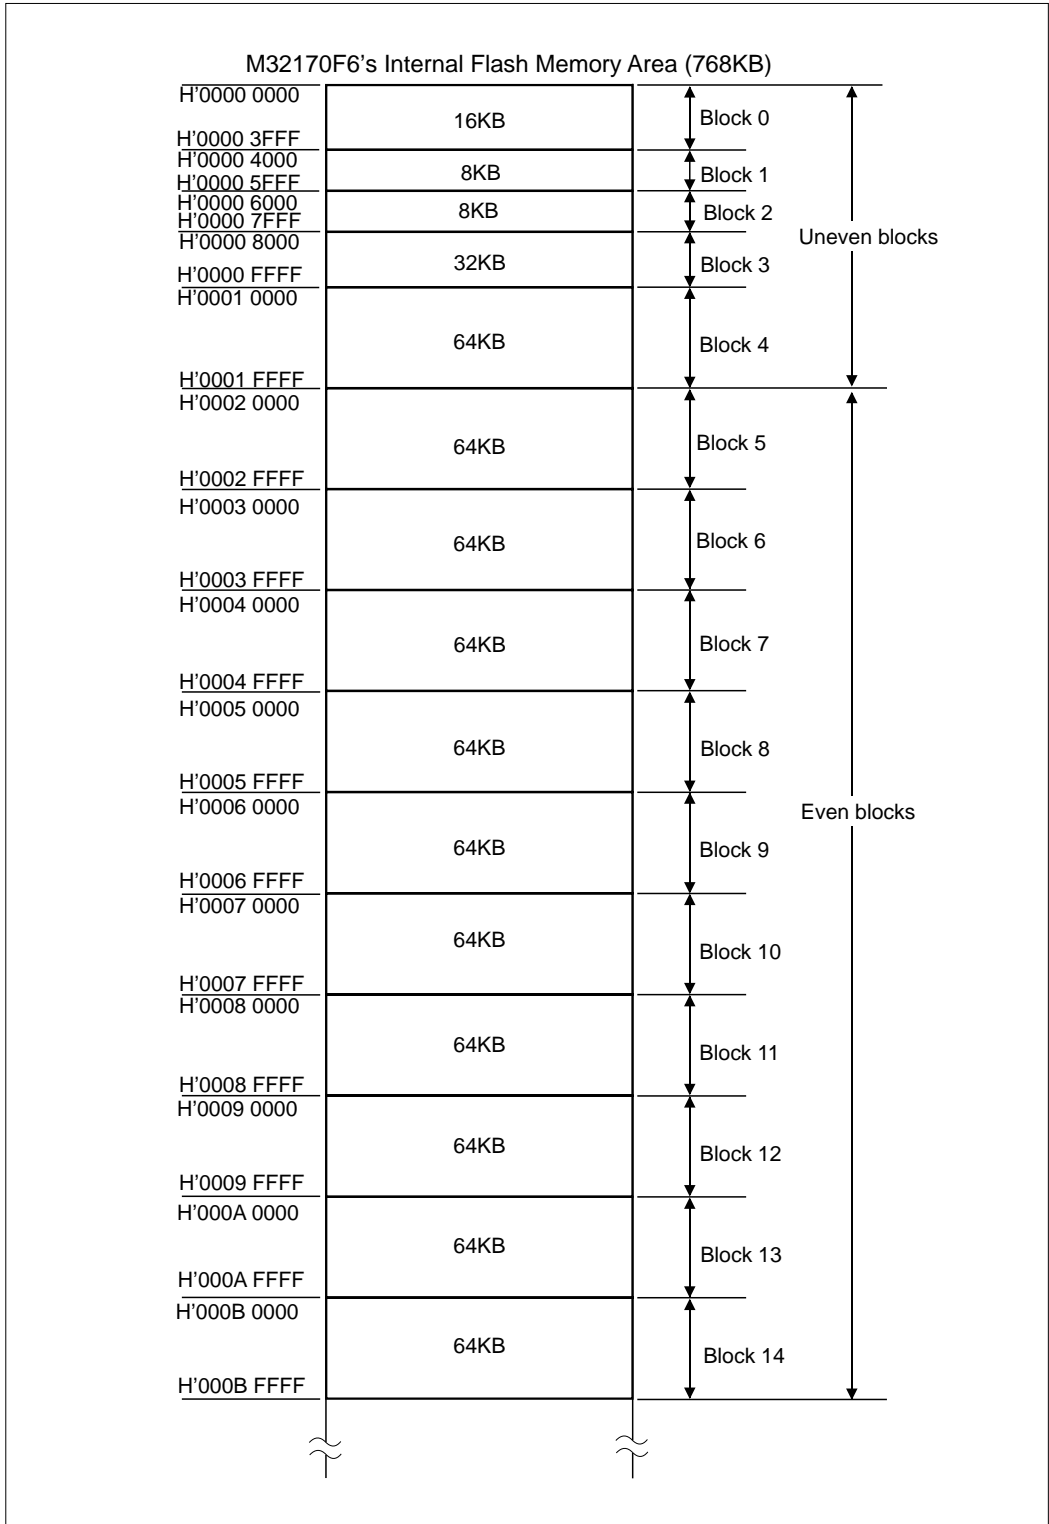 M32170F6's Internal Flash Memory Area (768KB)
H'0000 0000
16KB
Block 0
H'0000 3FFF
H'0000 4000
8KB
Block 1
H'0000 5FFF
H'0000 6000
8KB
Block 2
H'0000 7FFF
H'0000 8000
Uneven blocks
32KB
Block 3
H'0000 FFFF
H'0001 0000
64KB
Block 4
H'0001 FFFF
H'0002 0000
64KB
Block 5
H'0002 FFFF
H'0003 0000
64KB
Block 6
H'0003 FFFF
H'0004 0000
64KB
Block 7
H'0004 FFFF
H'0005 0000
64KB
Block 8
H'0005 FFFF
H'0006 0000
Even blocks
64KB
Block 9
H'0006 FFFF
H'0007 0000
64KB
Block 10
H'0007 FFFF
H'0008 0000
64KB
Block 11
H'0008 FFFF
H'0009 0000
64KB
Block 12
H'0009 FFFF
H'000A 0000
64KB
Block 13
H'000A FFFF
H'000B 0000
64KB
Block 14
H'000B FFFF